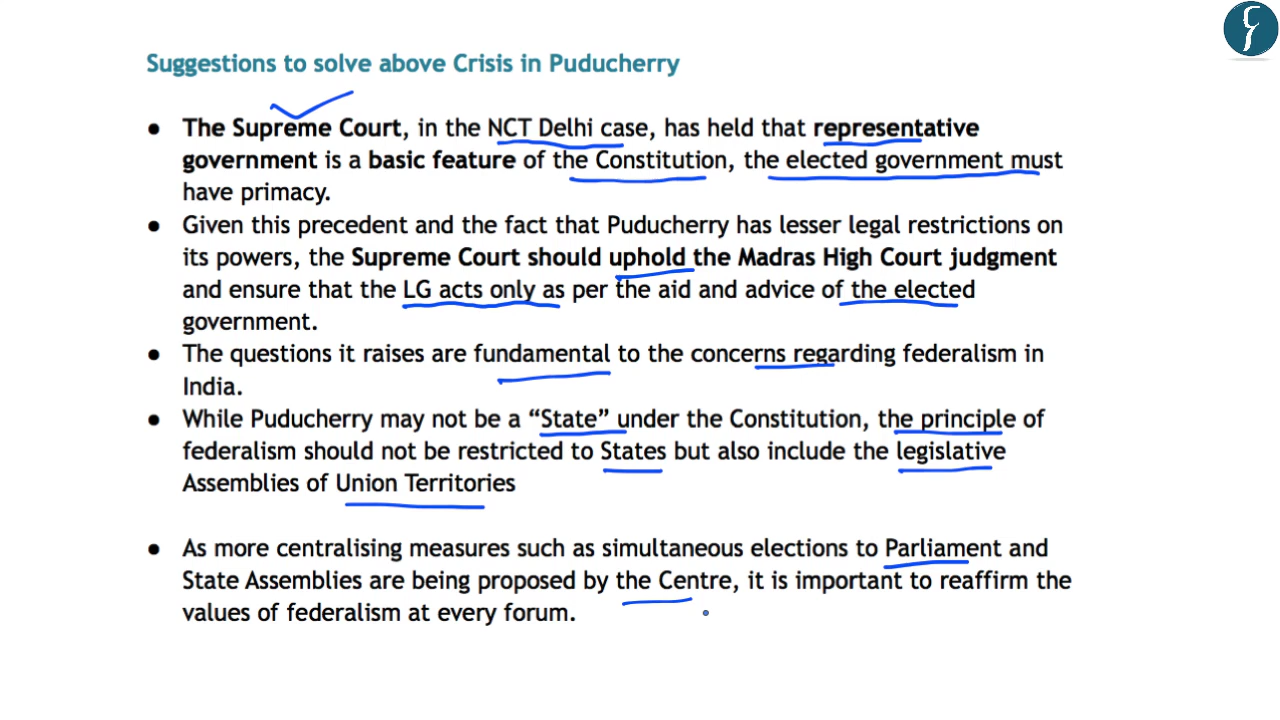 Suggestions to solve above Crisis in Puducherry
● The Supreme Court, in the NCT Delhi case, has held that representative
government is a basic feature of the Constitution, the elected government must
have primacy.
● Given this precedent and the fact that Puducherry has lesser legal restrictions on
its powers, the Supreme Court should uphold the Madras High Court judgment
and ensure that the LG acts only as per the aid and advice of the elected
government.
● The questions it raises are fundamental to the concerns regarding federalism in
India.
● While Puducherry may not be a “State” under the Constitution, the principle of
federalism should not be restricted to States but also include the legislative
Assemblies of Union Territories
● As more centralising measures such as simultaneous elections to Parliament and
State Assemblies are being proposed by the Centre, it is important to reaffirm the
values of federalism at every forum.